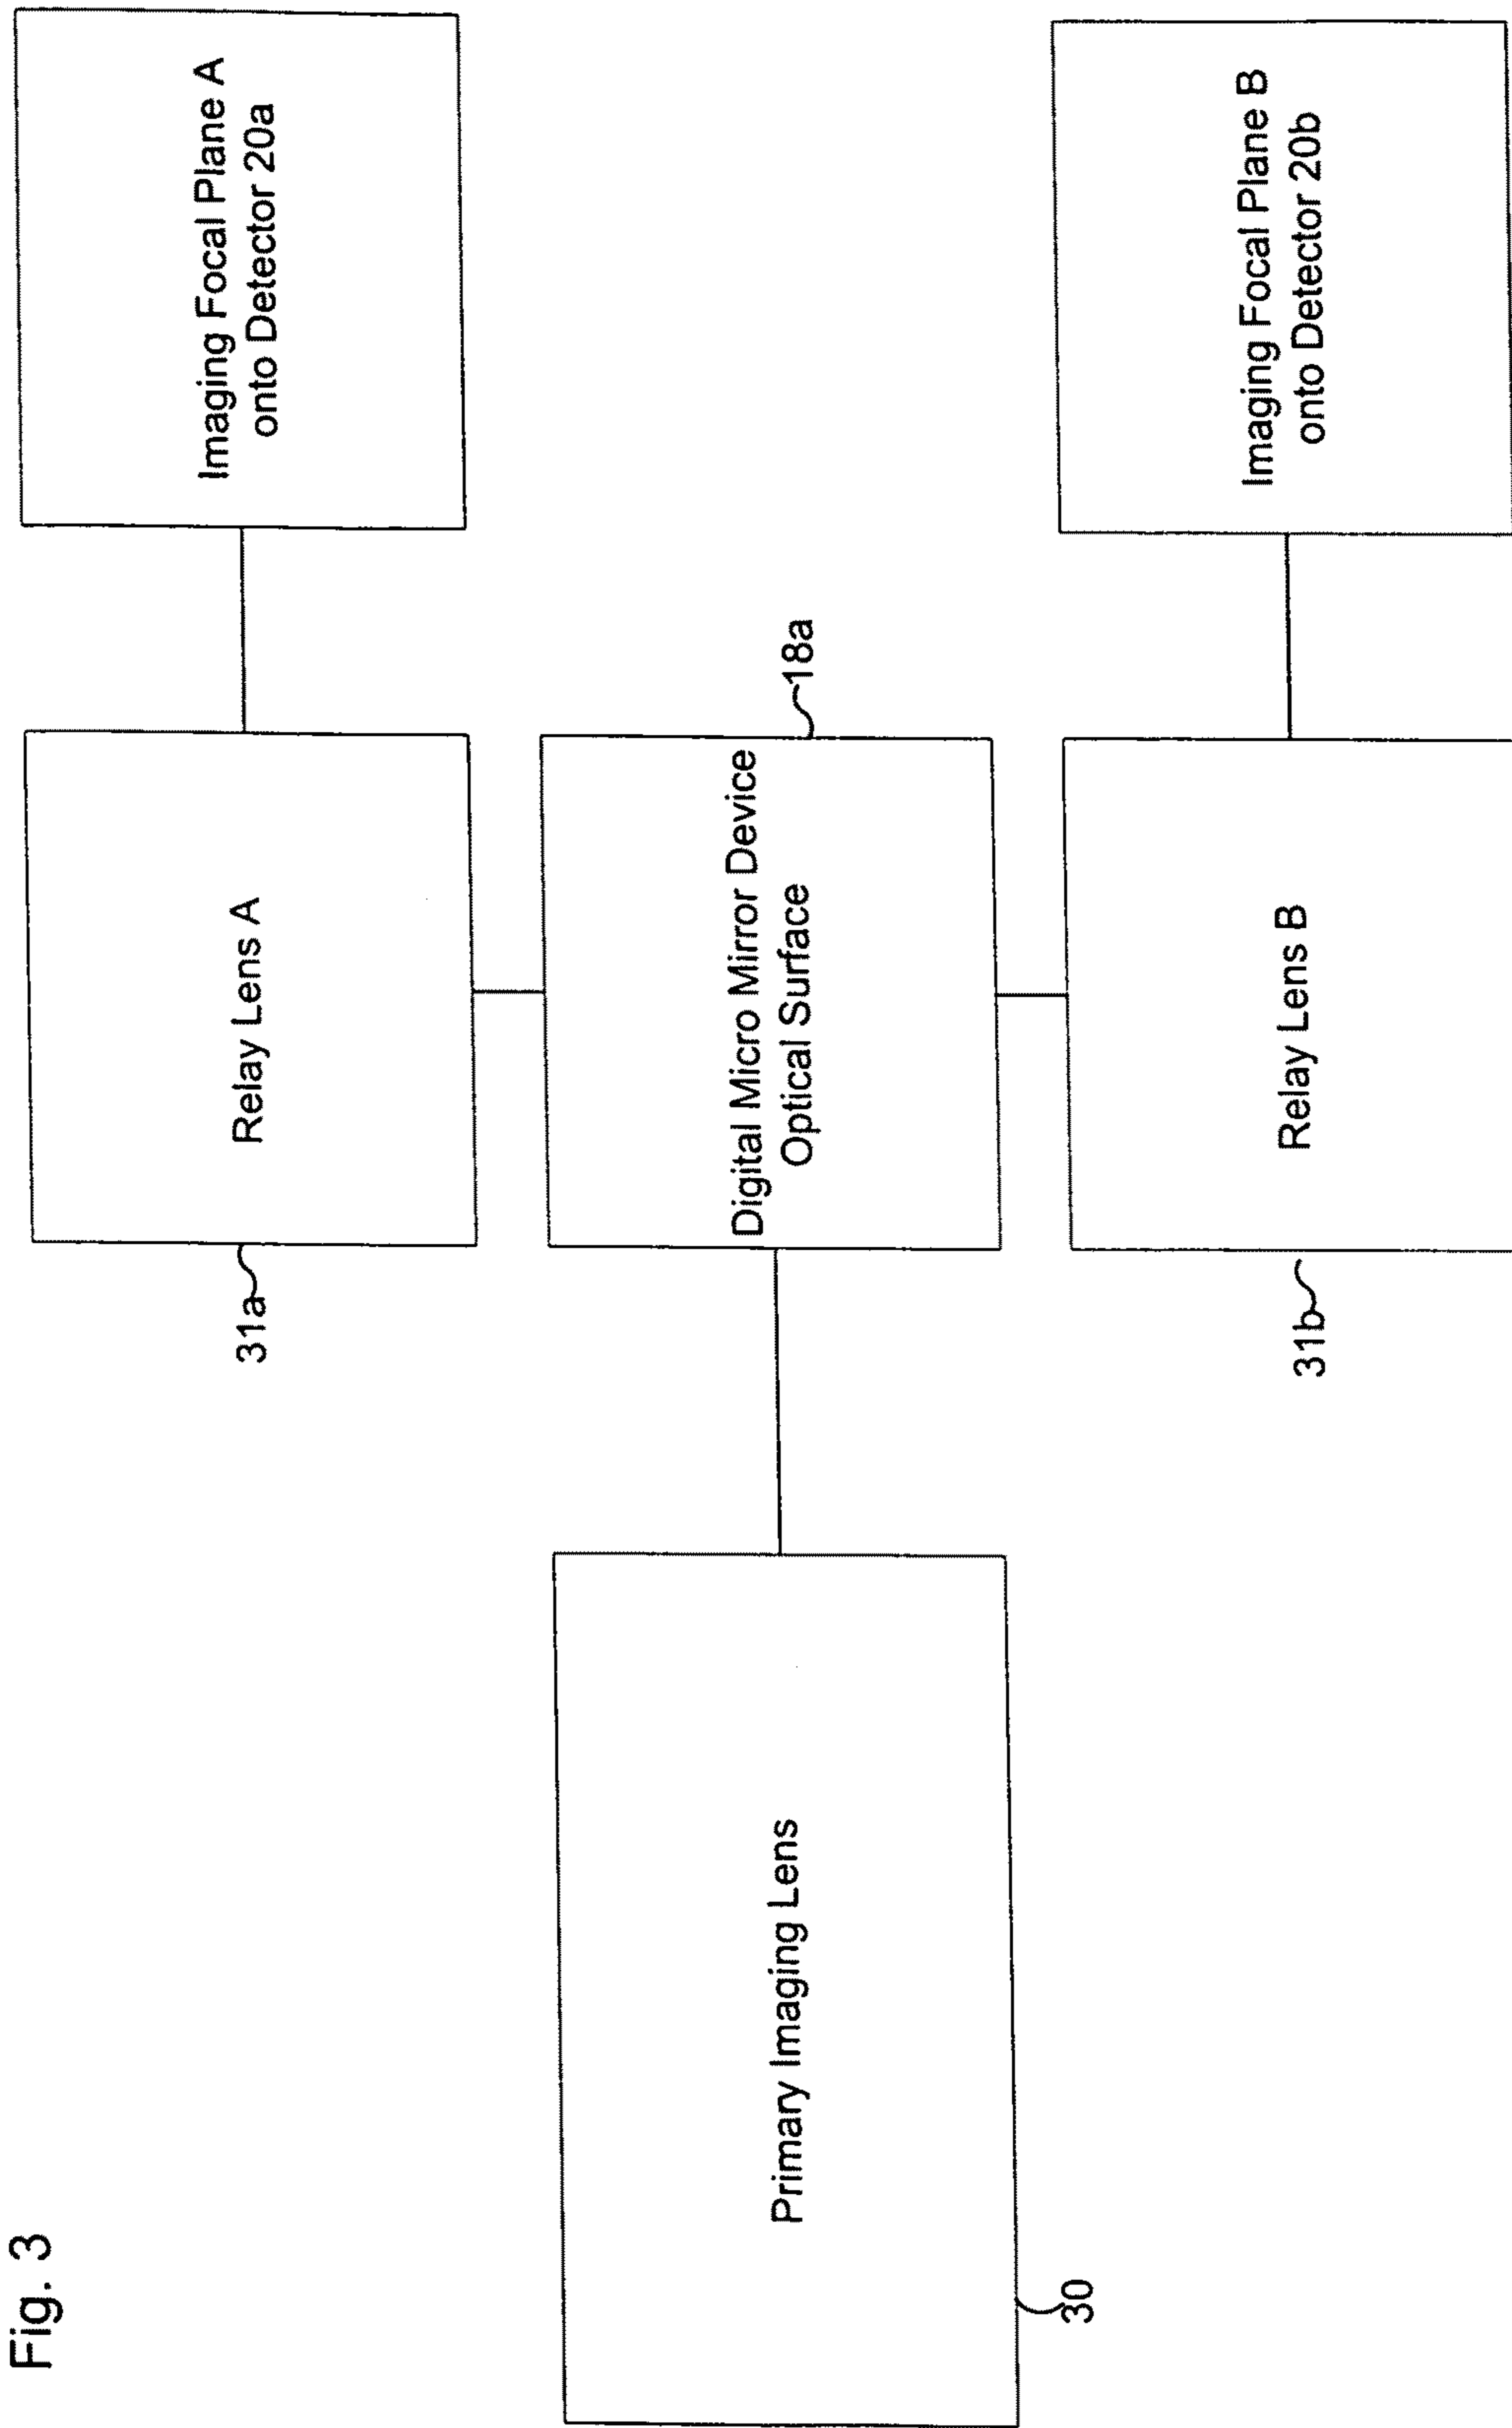 Fig. 3
Imaging Focal Plane A
onto Detector 20a
Relay Lens A
31a
Primary Imaging Lens
30
Digital Micro Mirror Device
Optical Surface
18a
Relay Lens B
31b
Imaging Focal Plane B
onto Detector 20b